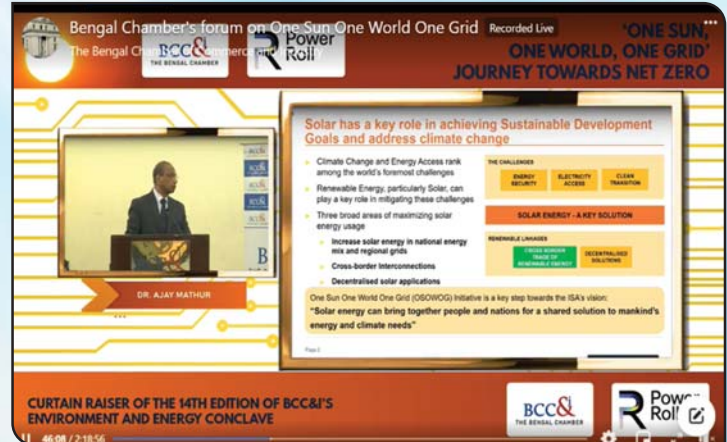 Bengal Chamber's forum on One Sun One World One Grid Recorded Live
The Bengal Chamber of Commerce and Industry
BCC&I
THE BENGAL CHAMBER
Power
Roll
'ONE SUN,
ONE WORLD, ONE GRID'
JOURNEY TOWARDS NET ZERO
Solar has a key role in achieving Sustainable Development
Goals and address climate change
Climate Change and Energy Access rank
among the world's foremost challenges
Renewable Energy, particularly Solar, can
play a key role in mitigating these challenges
Three broad areas of maximizing solar
energy usage
Increase solar energy in national energy
mix and regional grids
Cross-border Interconnections
Decentralised solar applications
THE CHALLENGES
ENERGY
SECURITY
ELECTRICITY
ACCESS
CLEAN
TRANSITION
SOLAR ENERGY - A KEY SOLUTION
RENEWABLE LINKAGES
CROSS BORDER
TRADE OF
RENEWABLE ENERGY
DECENTRALISED
SOLUTIONS
One Sun One World One Grid (OSOWOG) Initiative is a key step towards the ISA's vision:
"Solar energy can bring together people and nations for a shared solution to mankind's
energy and climate needs"
DR. AJAY MATHUR
CURTAIN RAISER OF THE 14TH EDITION OF BCC&I'S
ENVIRONMENT AND ENERGY CONCLAVE
BCC&I
THE BENGAL CHAMBER
Power
Roll
46:08 / 2:18:56